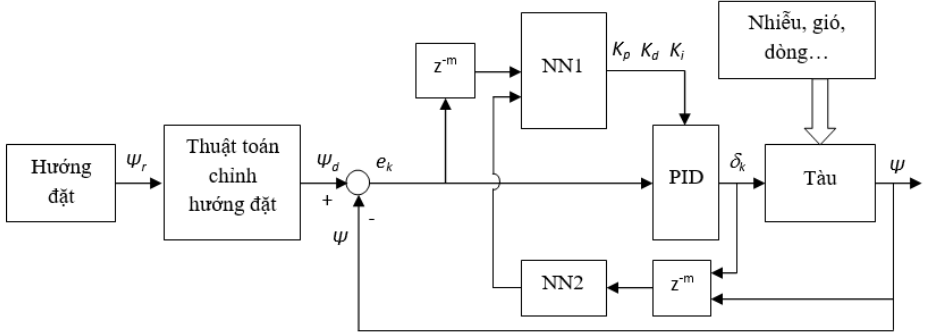 Nhiễu, gió,
dòng…
z-m
NN1
Kp Kd Ki
Hướng
đặt
Ψr
Thuật toán
chỉnh
hướng đặt
Ψd
+
-
ek
PID
δk
Tàu
Ψ
Ψ
NN2
z-m